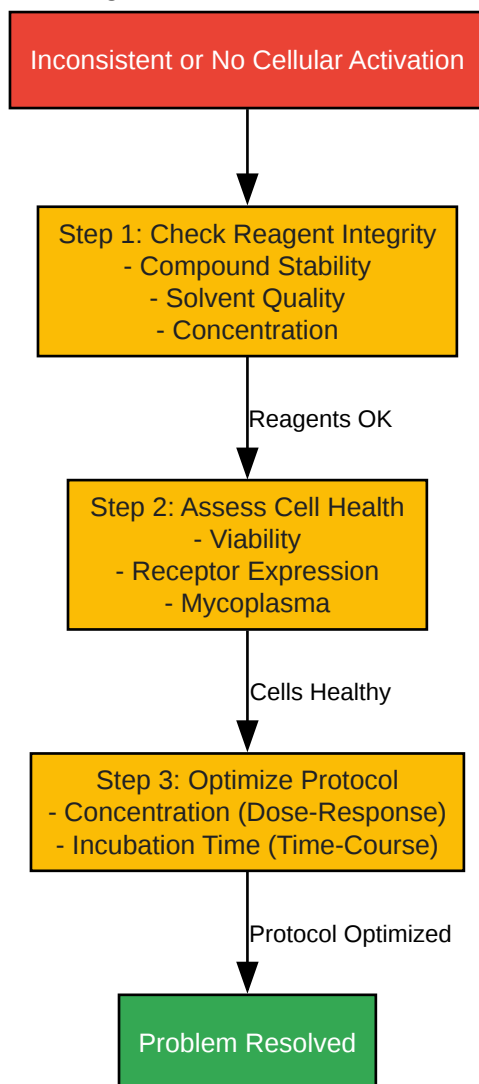 Inconsistent or No Cellular Activation
Step 1: Check Reagent Integrity
- Compound Stability
- Solvent Quality
- Concentration
Reagents OK
Step 2: Assess Cell Health
- Viability
- Receptor Expression
- Mycoplasma
Cells Healthy
Step 3: Optimize Protocol
- Concentration (Dose-Response)
- Incubation Time (Time-Course)
Protocol Optimized
Problem Resolved